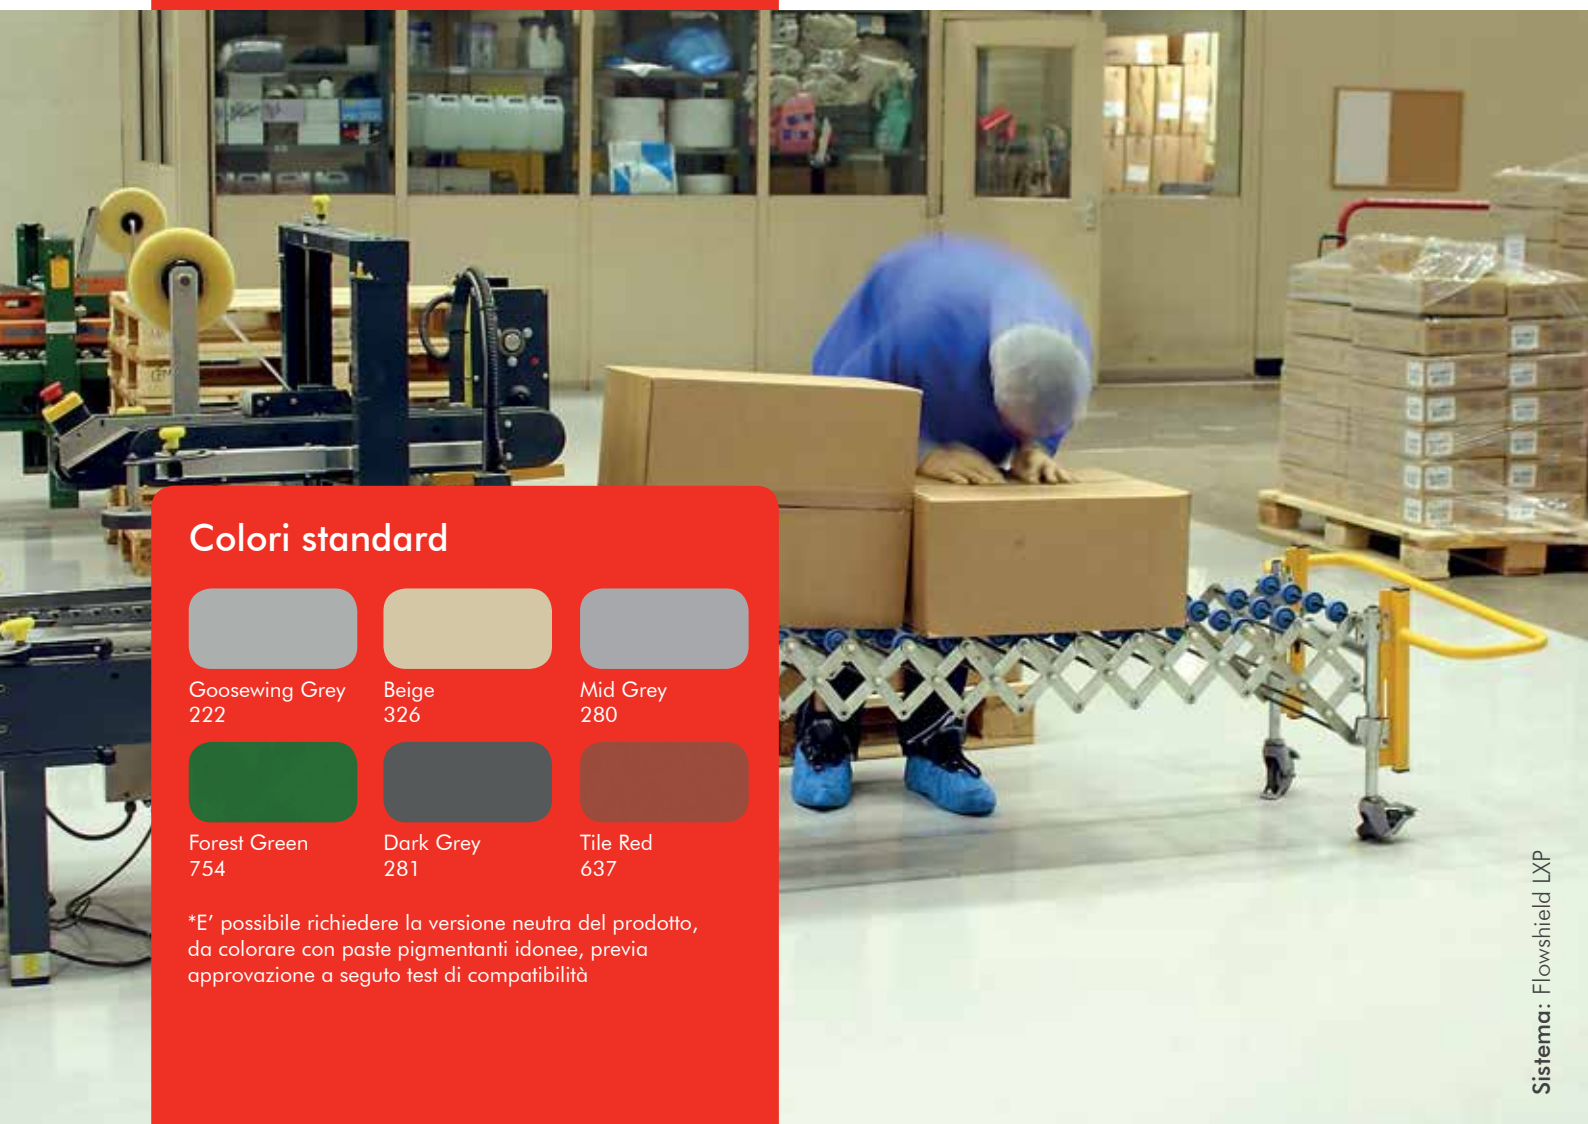 Colori standard
Goosewing Grey
222
Beige
326
Mid Grey
280
Forest Green
754
Dark Grey
281
Tile Red
637
*E’ possibile richiedere la versione neutra del prodotto,
da colorare con paste pigmentanti idonee, previa
approvazione a seguto test di compatibilità
Sistema: Flowshield LXP